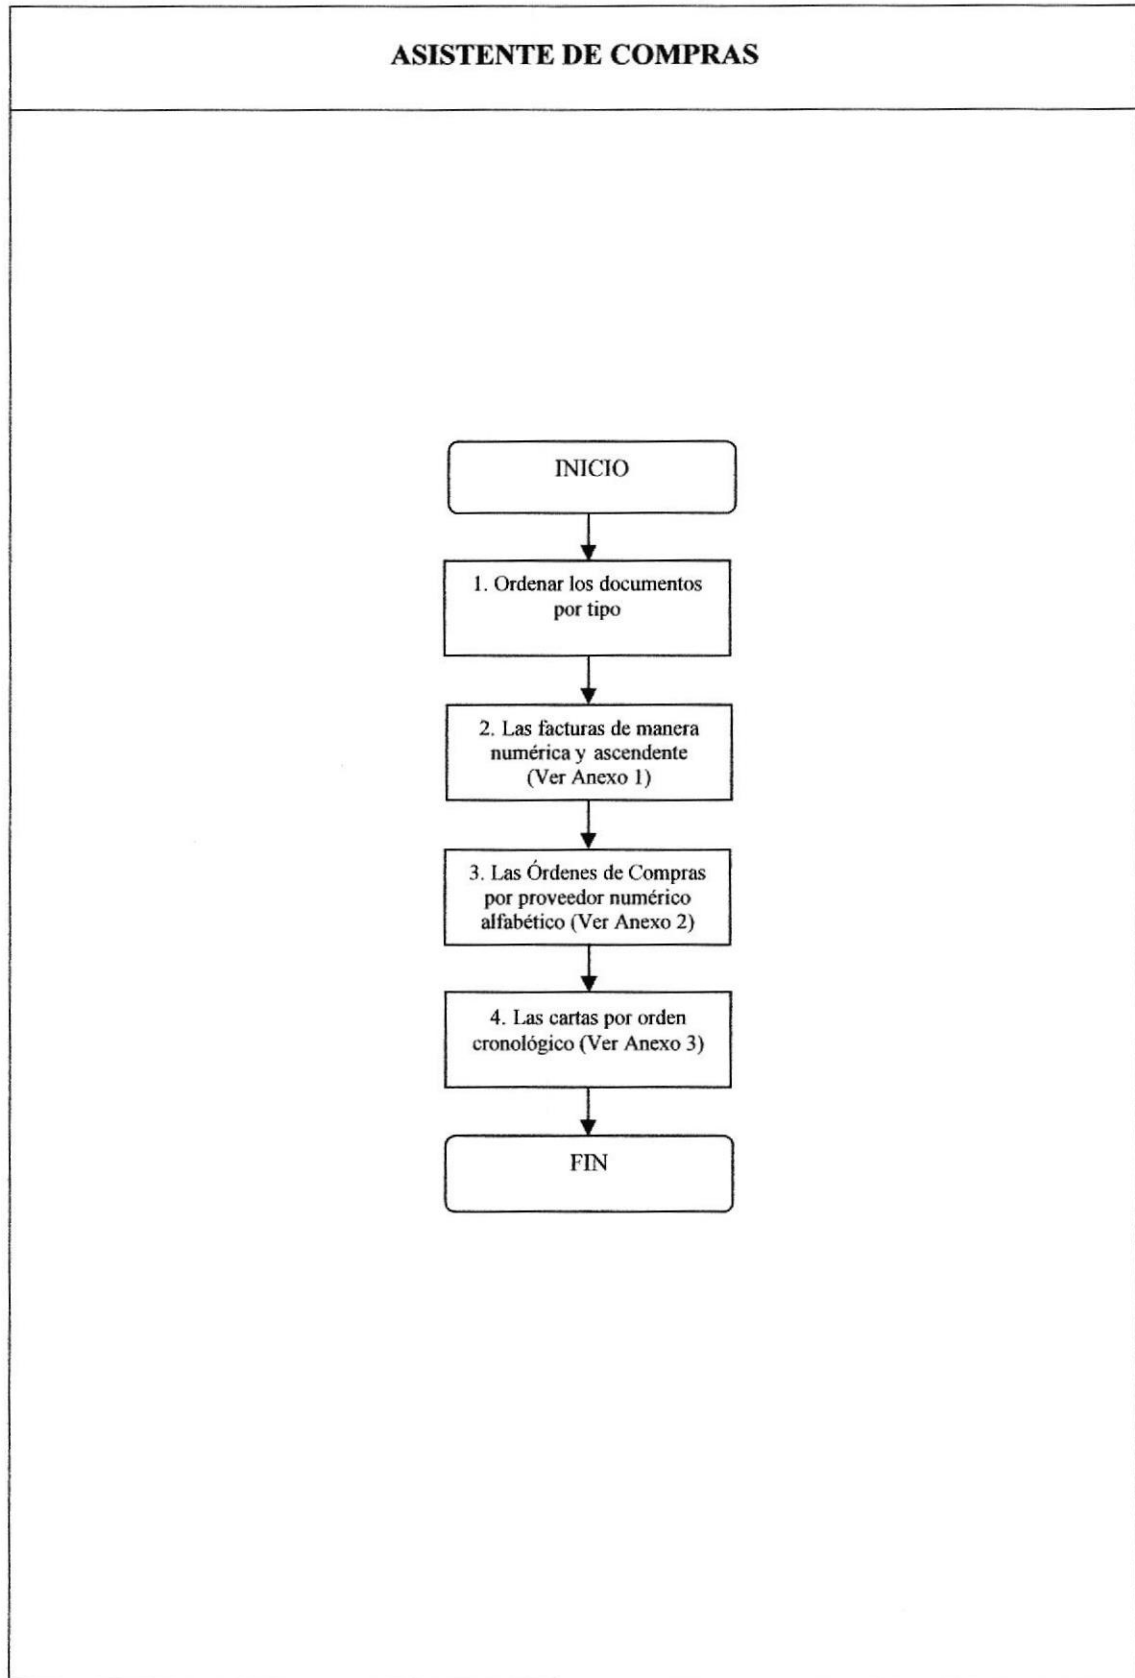 ASISTENTE DE COMPRAS
INICIO
1. Ordenar los documentos
por tipo
2. Las facturas de manera
numérica y ascendente
(Ver Anexo 1)
3. Las Órdenes de Compras
por proveedor numérico
alfabético (Ver Anexo 2)
4. Las cartas por orden
cronológico (Ver Anexo 3)
FIN